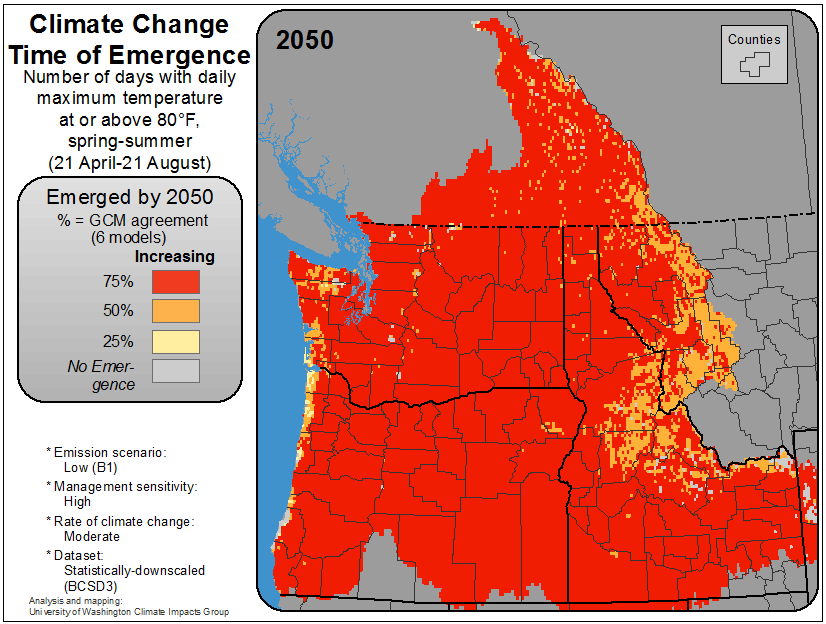 Climate Change
Time of Emergence
Number of days with daily
maximum temperature
at or above 80°F,
spring-summer
(21 April-21 August)
Emerged by 2050
% = GCM agreement
(6 models)
Increasing
75%
50%
25%
No Emer-
gence
* Emission scenario:
Low (B1)
* Management sensitivity:
High
* Rate of climate change:
Moderate
* Dataset:
Statistically-downscaled
(BCSD3)
Analysis and mapping:
University of Washington Climate Impacts Group
2050
Counties